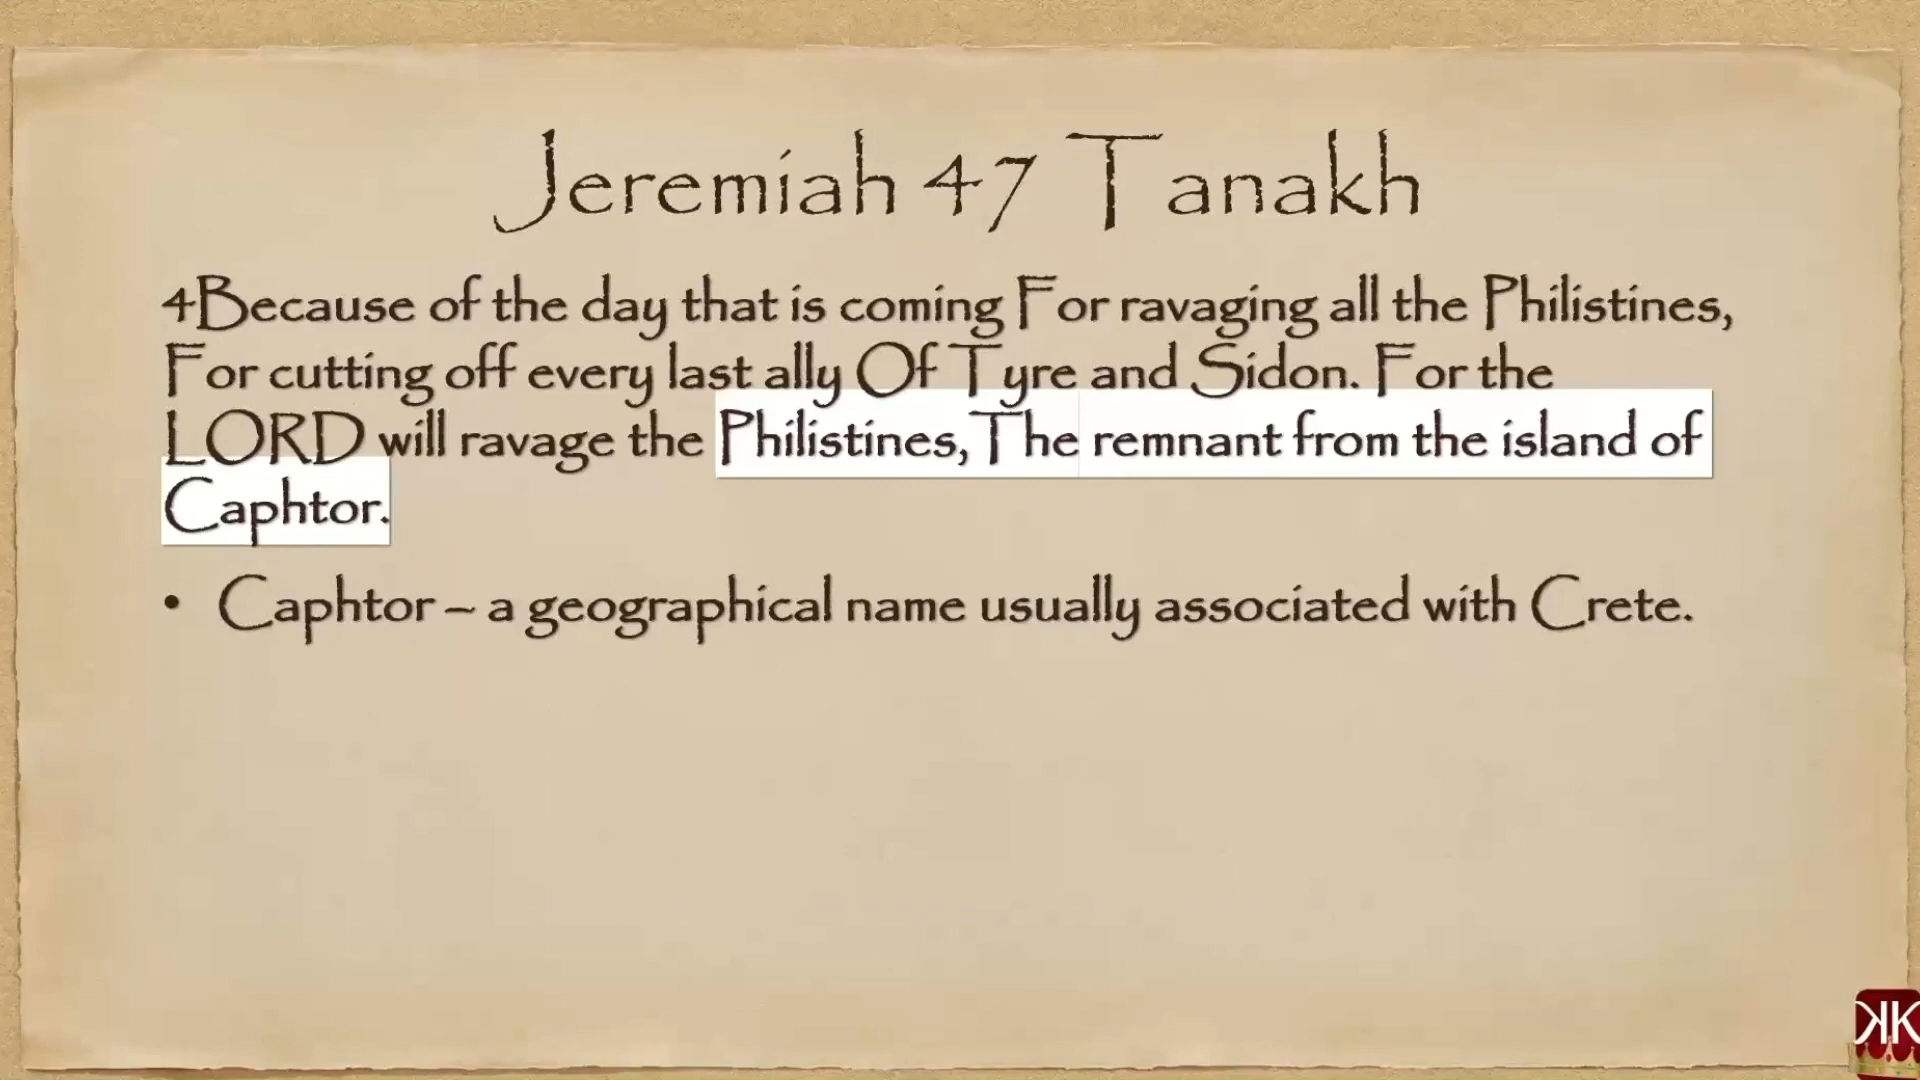 Jeremiah 47 Tanakh
4Because of the day that is coming For ravaging all the Philistines,
For cutting off every last ally Of Tyre and Sidon. For the
LORD will ravage the Philistines, The remnant from the island of
Caphtor.
• Caphtor – a geographical name usually associated with Crete.
KK